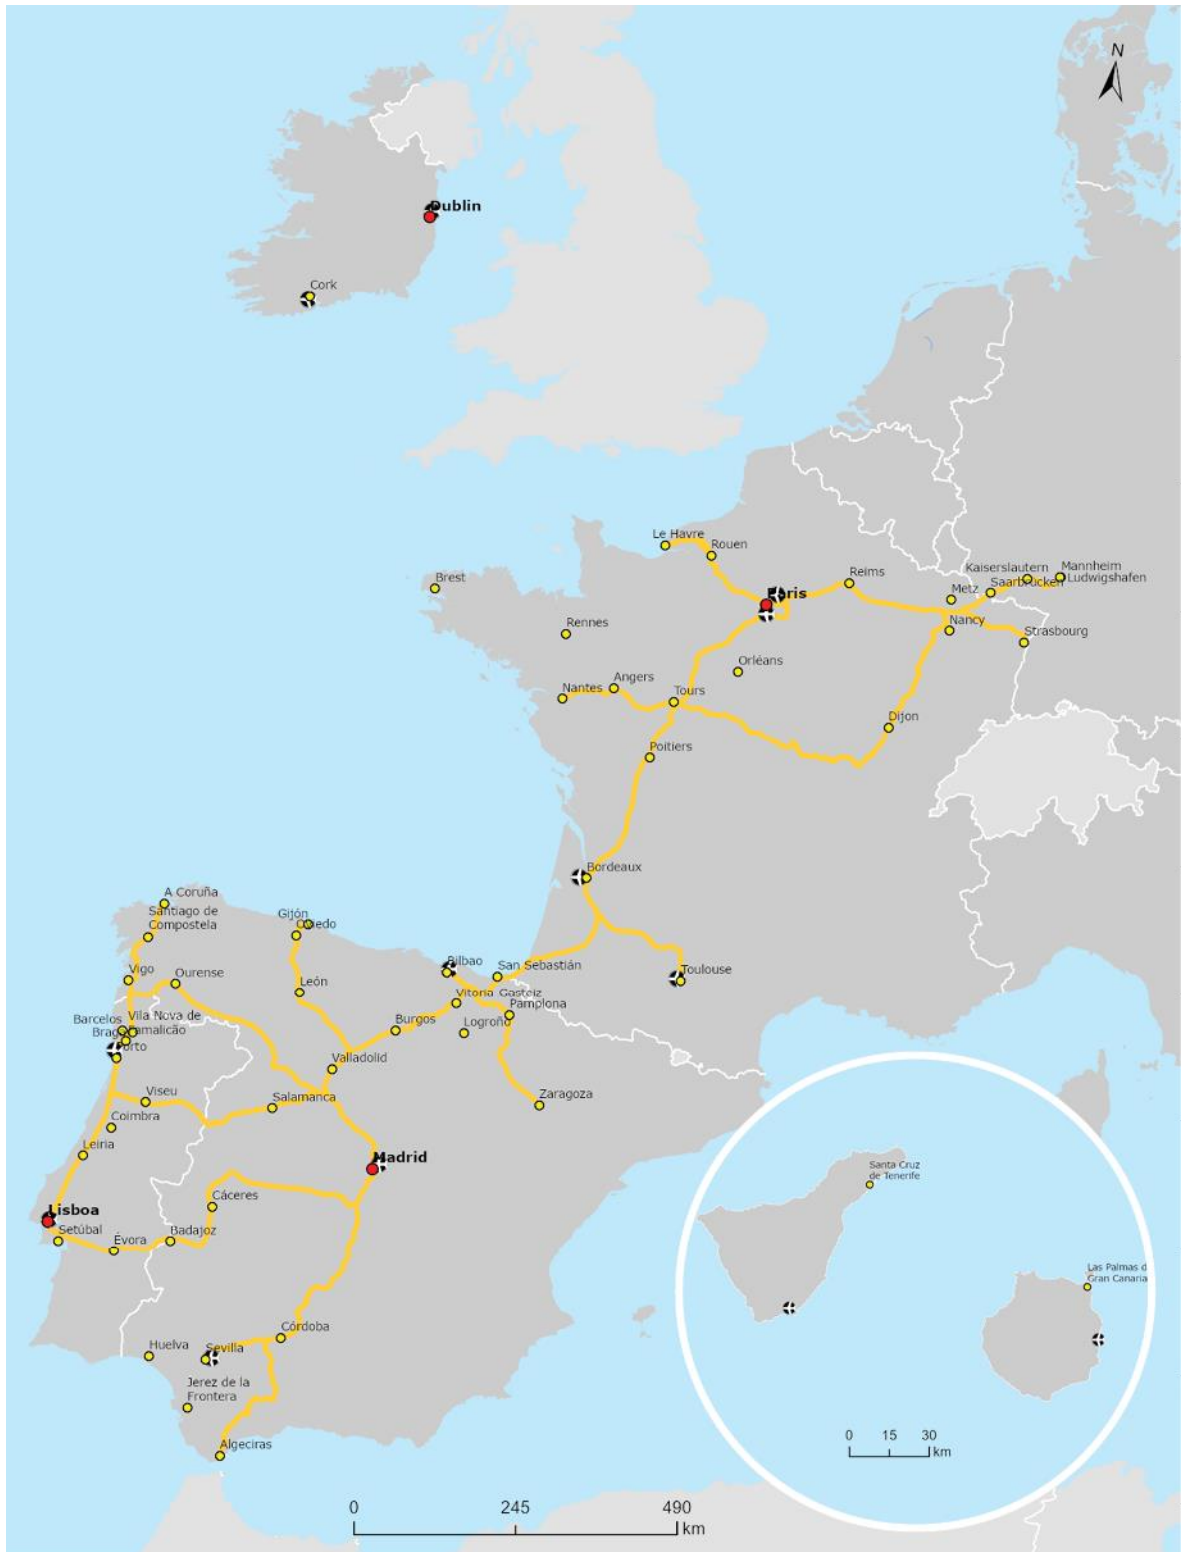 N
Dublin
Cork
Le Havre
Rouen
Reims
Kaiserslautern
Mannheim
Ludwigshafen
Saarbrücken
Metz
Brest
Paris
Nancy
Strasbourg
Rennes
Orléans
Angers
Nantes
Tours
Dijon
Poitiers
Bordeaux
A Coruña
Santiago de
Compostela
Gijón
Oviedo
Bilbao
San Sebastián
Toulouse
Vigo
Ourense
León
Vitoria-Gasteiz
Pamplona
Logroño
Burgos
Barcelos
Vila Nova de
Famalicão
Braga
Porto
Valladolid
Viseu
Salamanca
Zaragoza
Coimbra
Leiria
Madrid
Santa Cruz
de Tenerife
Cáceres
Lisboa
Setúbal
Évora
Badajoz
Las Palmas d
Gran Canaria
Córdoba
Huelva
Sevilla
Jerez de la
Frontera
Algeciras
0 15 30
km
0 245 490
km